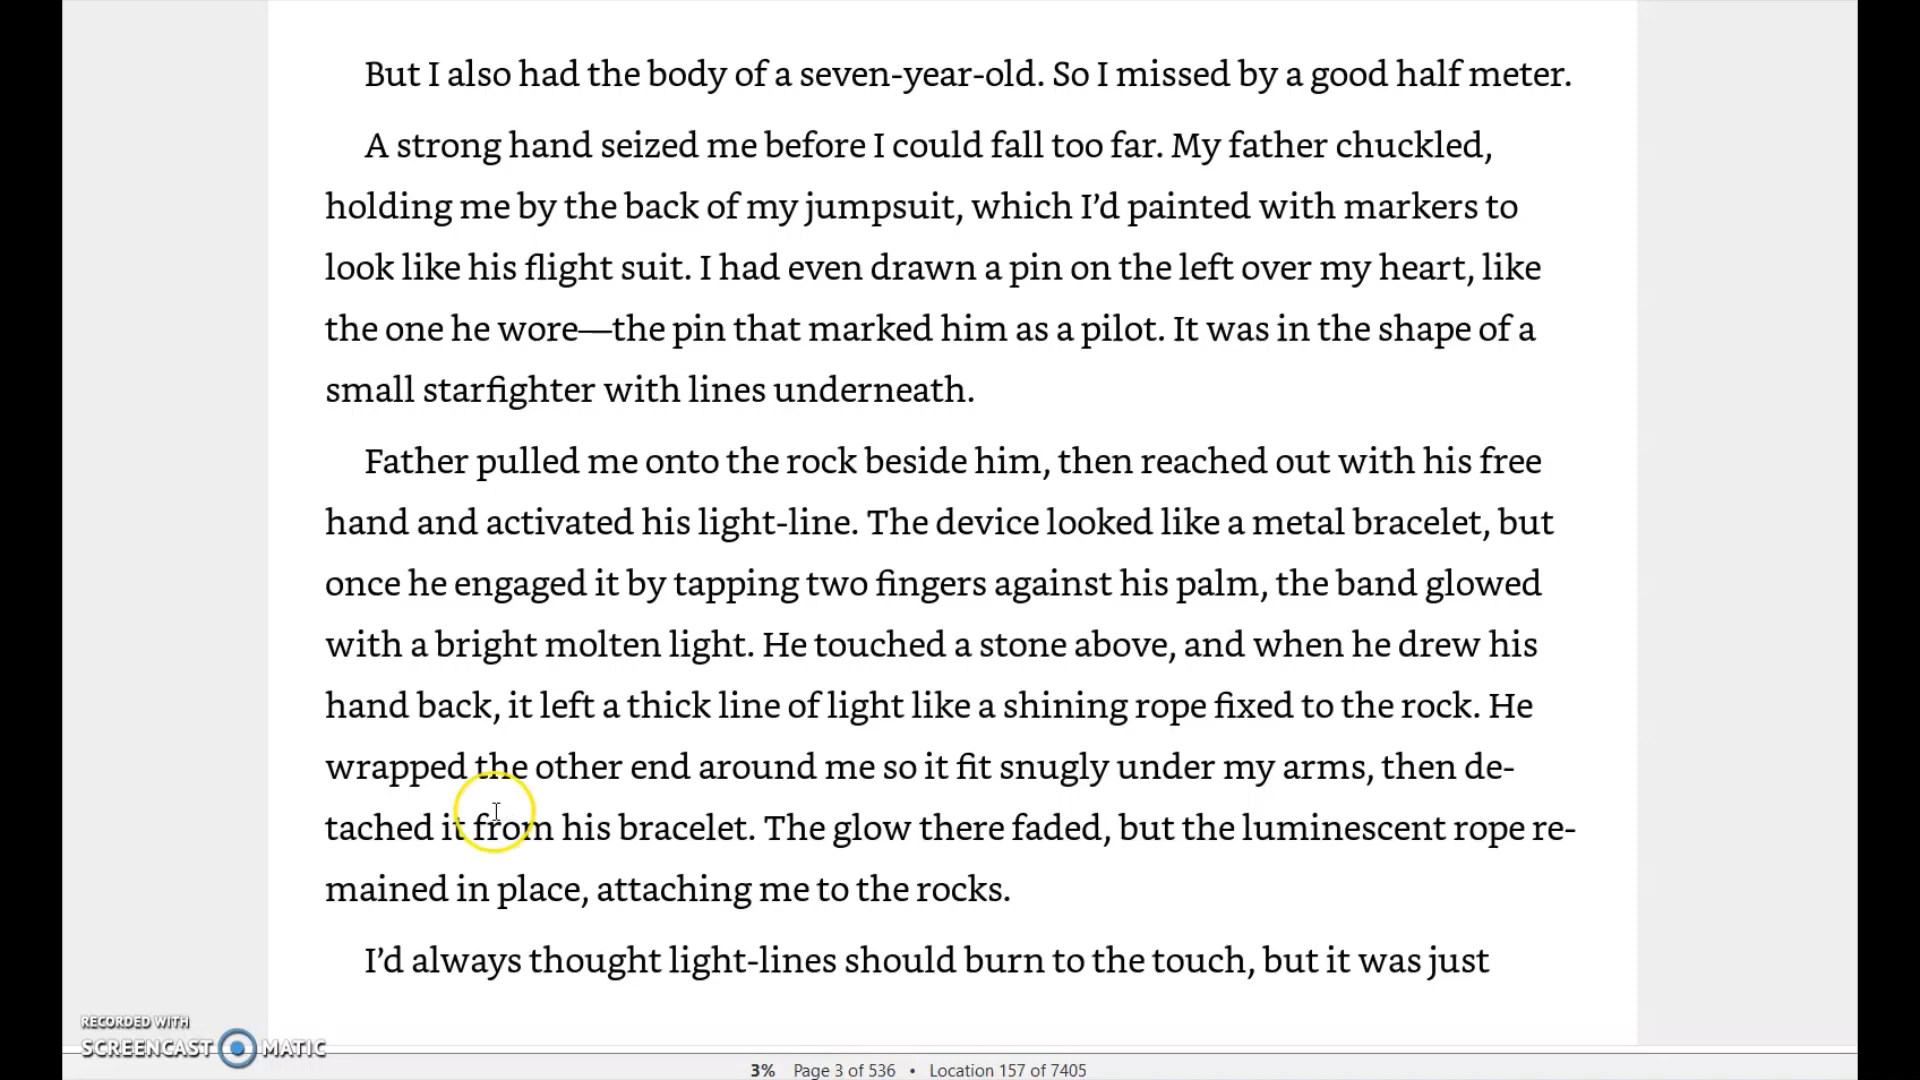 But I also had the body of a seven-year-old. So I missed by a good half meter.
A strong hand seized me before I could fall too far. My father chuckled,
holding me by the back of my jumpsuit, which I’d painted with markers to
look like his flight suit. I had even drawn a pin on the left over my heart, like
the one he wore—the pin that marked him as a pilot. It was in the shape of a
small starfighter with lines underneath.
Father pulled me onto the rock beside him, then reached out with his free
hand and activated his light-line. The device looked like a metal bracelet, but
once he engaged it by tapping two fingers against his palm, the band glowed
with a bright molten light. He touched a stone above, and when he drew his
hand back, it left a thick line of light like a shining rope fixed to the rock. He
wrapped the other end around me so it fit snugly under my arms, then de-
tached it from his bracelet. The glow there faded, but the luminescent rope re-
mained in place, attaching me to the rocks.
I’d always thought light-lines should burn to the touch, but it was just
RECORDED WITH
SCREENCAST MATIC
3% Page 3 of 536 • Location 157 of 7405